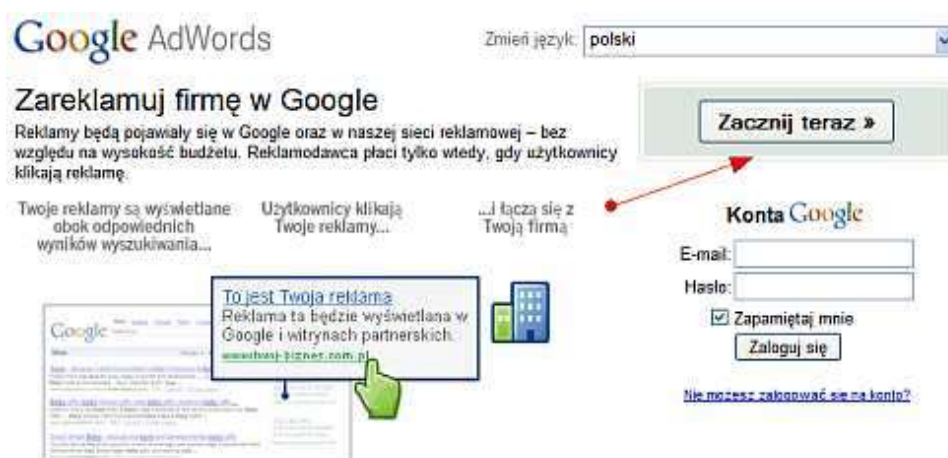 Google AdWords
Zmień język: polski
Zareklamuj firmę w Google
Reklamy będą pojawiały się w Google oraz w naszej sieci reklamowej – bez
względu na wysokość budżetu. Reklamodawca płaci tylko wtedy, gdy użytkownicy
klikają reklamę.
Zacznij teraz »
Twoje reklamy są wyświetlane
obok odpowiednich
wyników wyszukiwania...
Użytkownicy klikają
Twoje reklamy...
...i łączą się z
Twoją firmą
Konta Google
E-mail:
Hasło:
Zapamiętaj mnie
Zaloguj się
Nie możesz zalogować się na konto?
To jest Twoja reklama
Reklama ta będzie wyświetlana w
Google i witrynach partnerskich.
www.twoj-biznes.com.pl
Google